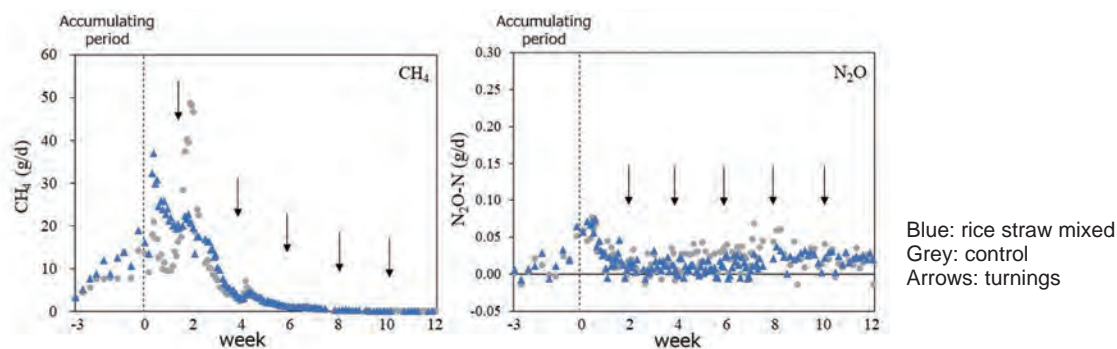 Accumulating
period
60
50
40
30
20
10
0
CH₄ (g/d)
CH₄
-3
0
2
4
6
8
10
12
week
Accumulating
period
0.30
0.25
0.20
0.15
0.10
0.05
0.00
-0.05
N₂O-N (g/d)
N₂O
-3
0
2
4
6
8
10
12
week
Blue: rice straw mixed
Grey: control
Arrows: turnings